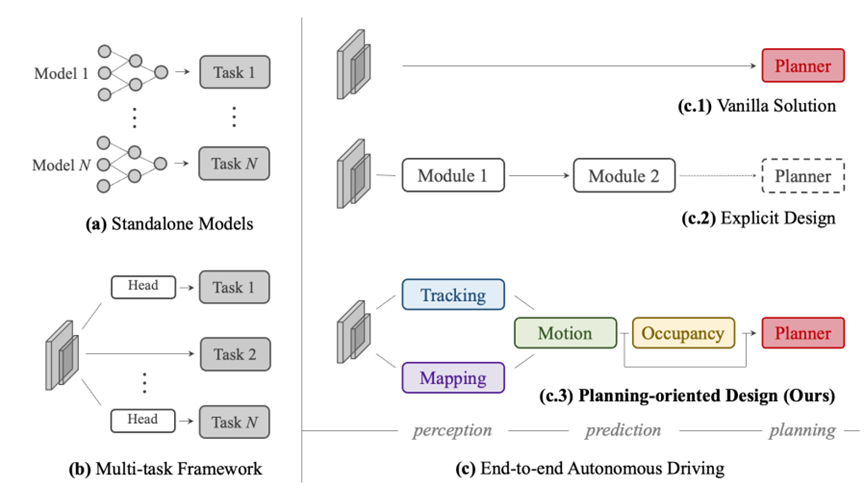 Model 1
Task 1
Model N
Task N
(a) Standalone Models
Head
Task 1
Task 2
Head
Task N
(b) Multi-task Framework
Planner
(c.1) Vanilla Solution
Module 1
Module 2
Planner
(c.2) Explicit Design
Tracking
Motion
Occupancy
Planner
Mapping
(c.3) Planning-oriented Design (Ours)
perception
prediction
planning
(c) End-to-end Autonomous Driving